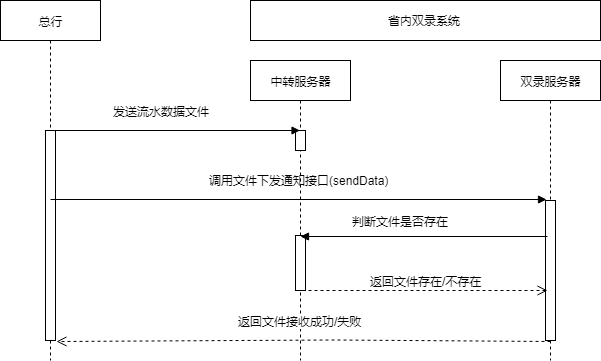 总行
省内双录系统
中转服务器
双录服务器
发送流水数据文件
调用文件下发通知接口(sendData)
判断文件是否存在
返回文件存在/不存在
返回文件接收成功/失败